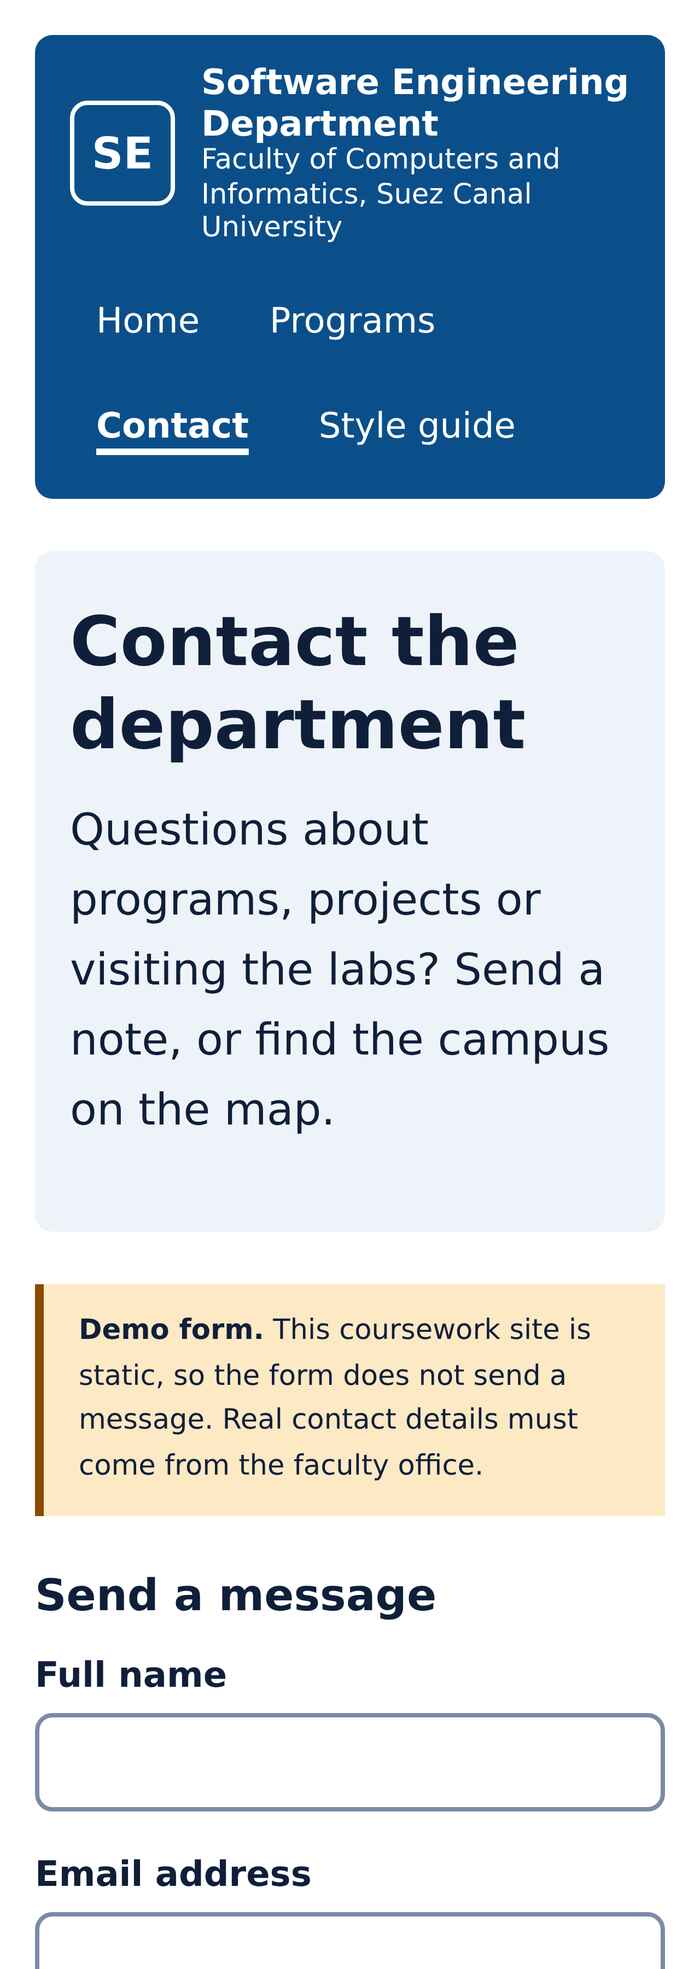 SE
Software Engineering
Department
Faculty of Computers and
Informatics, Suez Canal
University
Home Programs
Contact Style guide
Contact the
department
Questions about
programs, projects or
visiting the labs? Send a
note, or find the campus
on the map.
Demo form. This coursework site is
static, so the form does not send a
message. Real contact details must
come from the faculty office.
Send a message
Full name
Email address